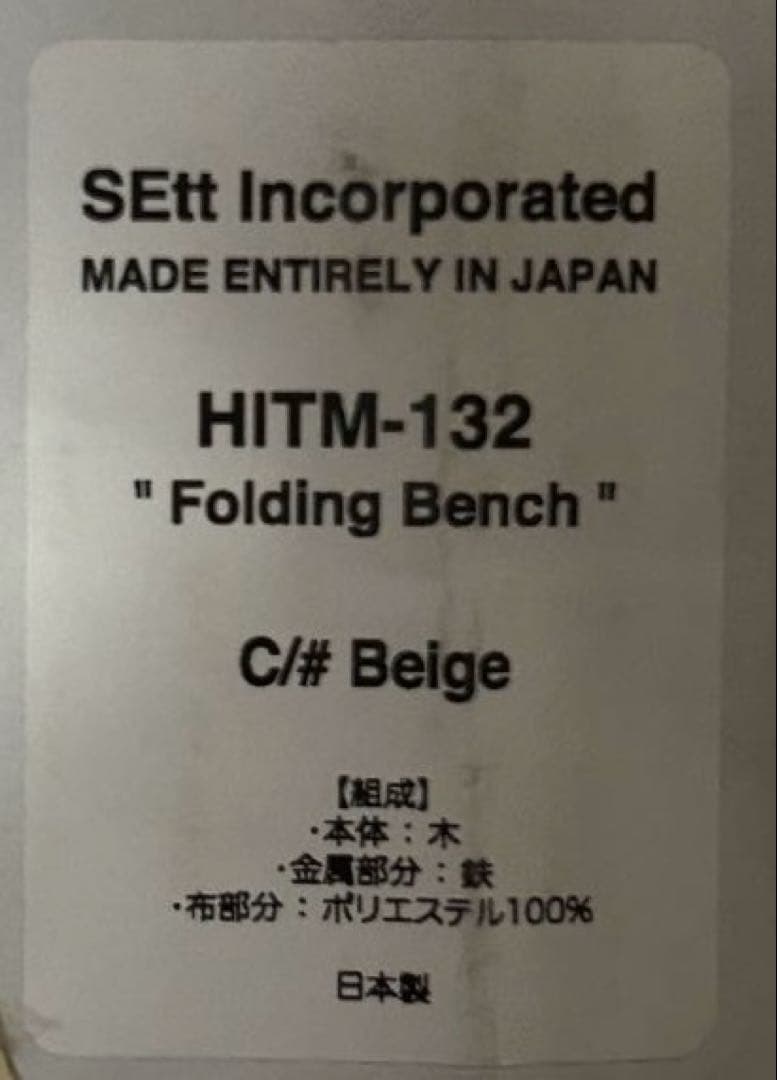 SEtt Incorporated
MADE ENTIRELY IN JAPAN
HITM-132
" Folding Bench "
C/# Beige
【組成】
・本体：木
・金属部分：鉄
・布部分：ポリエステル100%
日本製